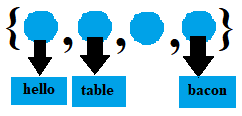 { , , , }
hello table bacon